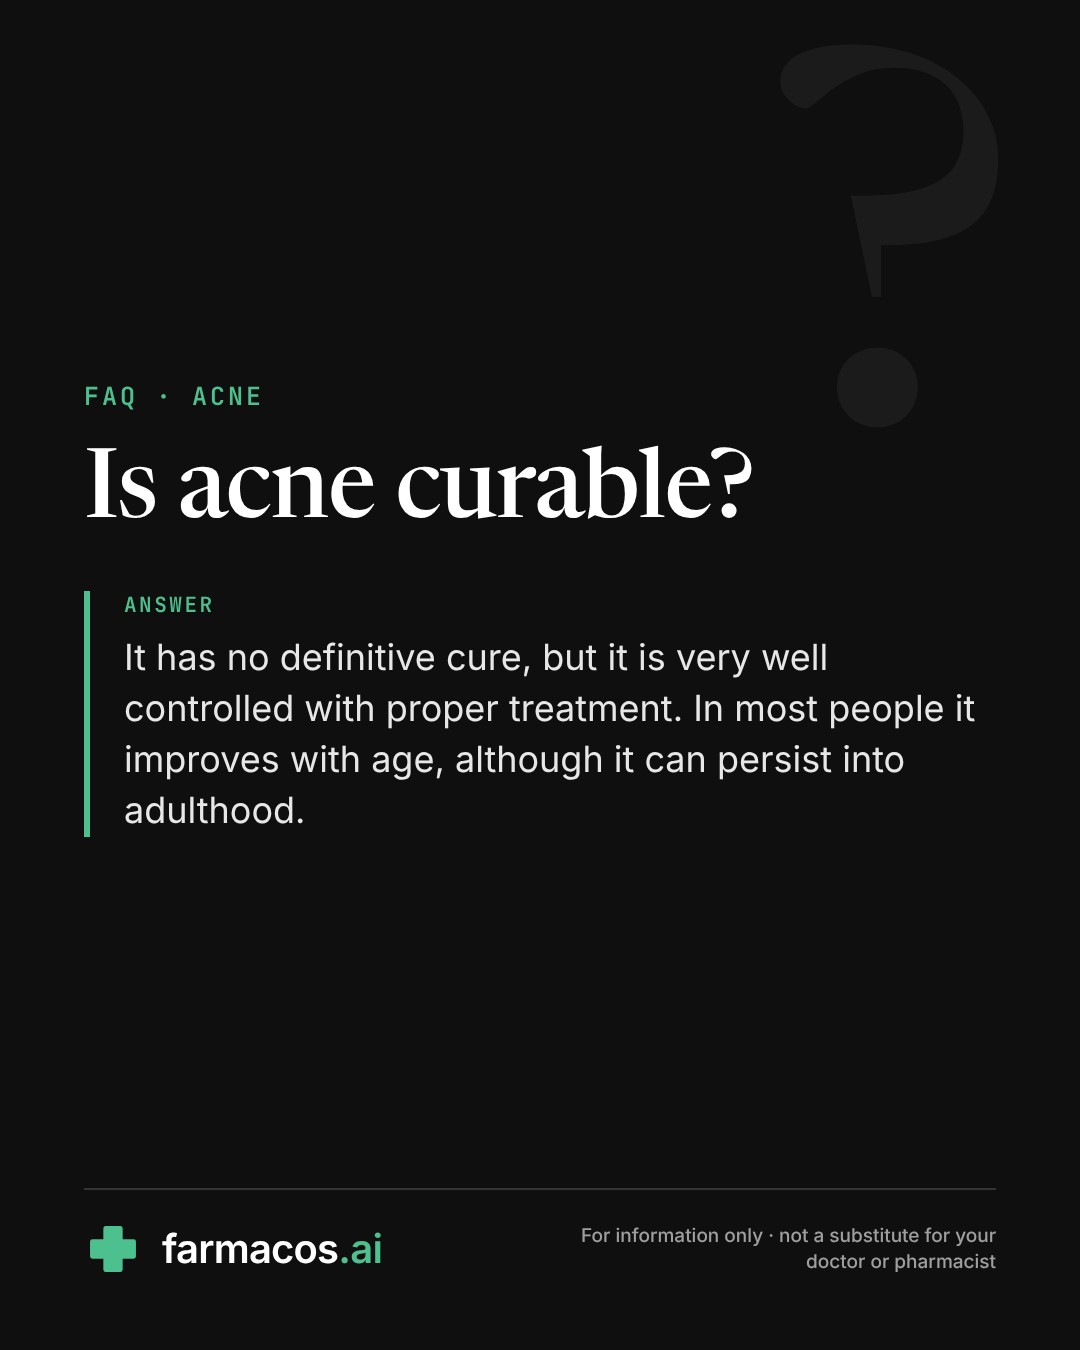 FAQ · ACNE
Is acne curable?
ANSWER
It has no definitive cure, but it is very well
controlled with proper treatment. In most people it
improves with age, although it can persist into
adulthood.
farmacos.ai
For information only · not a substitute for your
doctor or pharmacist